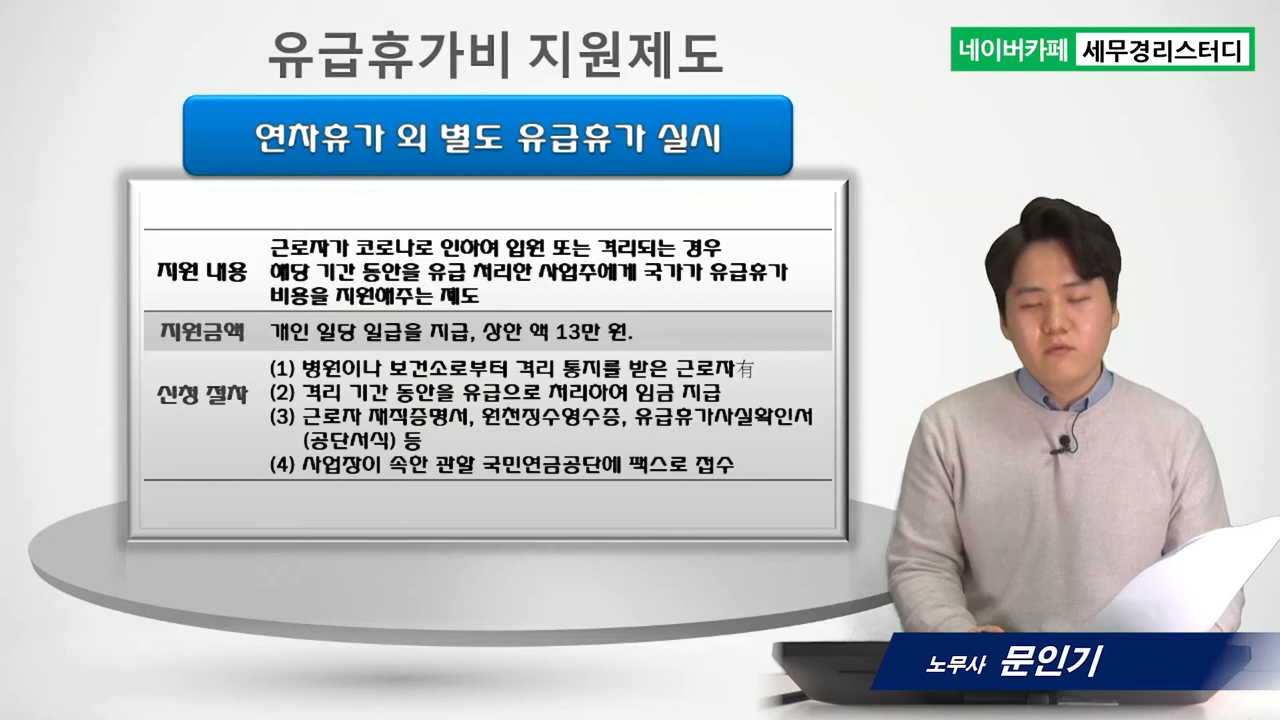 유급휴가비 지원제도
네이버카페 세무경리스터디
연차휴가 외 별도 유급휴가 실시
지원 내용
근로자가 코로나로 인하여 입원 또는 격리되는 경우
해당 기간 동안을 유급 처리한 사업주에게 국가가 유급휴가
비용을 지원해주는 제도
지원금액
개인 일당 일급을 지급, 상한 액 13만 원.
신청 절차
(1) 병원이나 보건소로부터 격리 통지를 받은 근로자有
(2) 격리 기간 동안을 유급으로 처리하여 임금 지급
(3) 근로자 재직증명서, 원천징수영수증, 유급휴가사실확인서
(공단서식) 등
(4) 사업장이 속한 관할 국민연금공단에 팩스로 접수
노무사 문인기